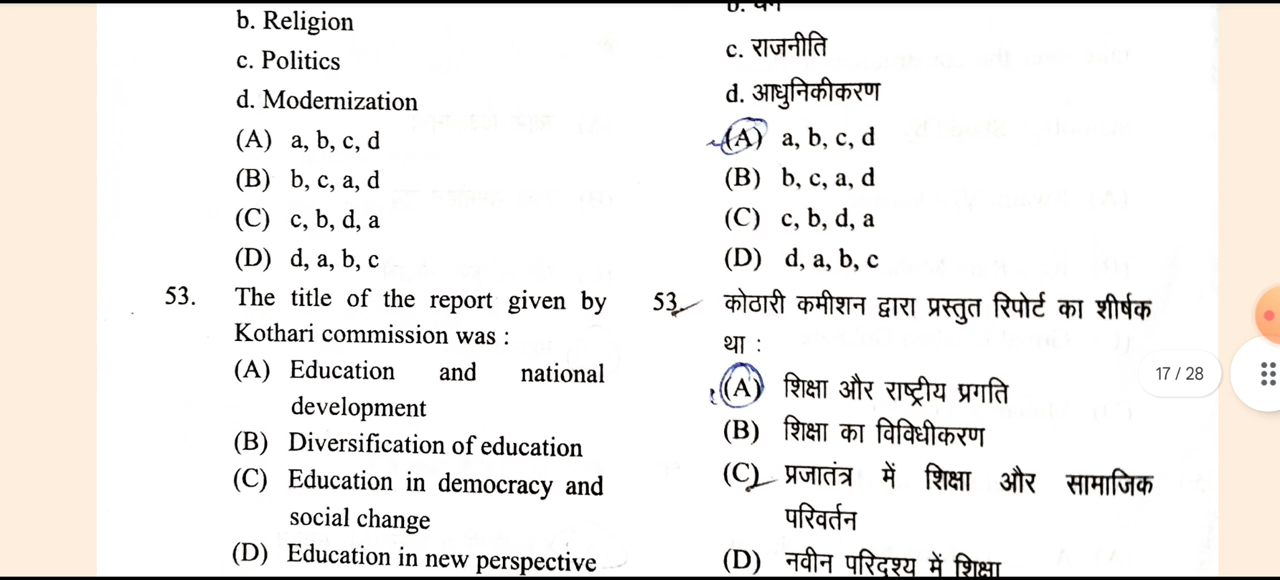 b. Religion
c. Politics
d. Modernization
(A) a, b, c, d
(B) b, c, a, d
(C) c, b, d, a
(D) d, a, b, c
53. The title of the report given by
Kothari commission was :
(A) Education and national
development
(B) Diversification of education
(C) Education in democracy and
social change
(D) Education in new perspective
c. राजनीति
d. आधुनिकीकरण
(A) a, b, c, d
(B) b, c, a, d
(C) c, b, d, a
(D) d, a, b, c
53. कोठारी कमीशन द्वारा प्रस्तुत रिपोर्ट का शीर्षक
था :
(A) शिक्षा और राष्ट्रीय प्रगति
(B) शिक्षा का विविधीकरण
(C) प्रजातंत्र में शिक्षा और सामाजिक
परिवर्तन
(D) नवीन परिदृश्य में शिक्षा
17 / 28